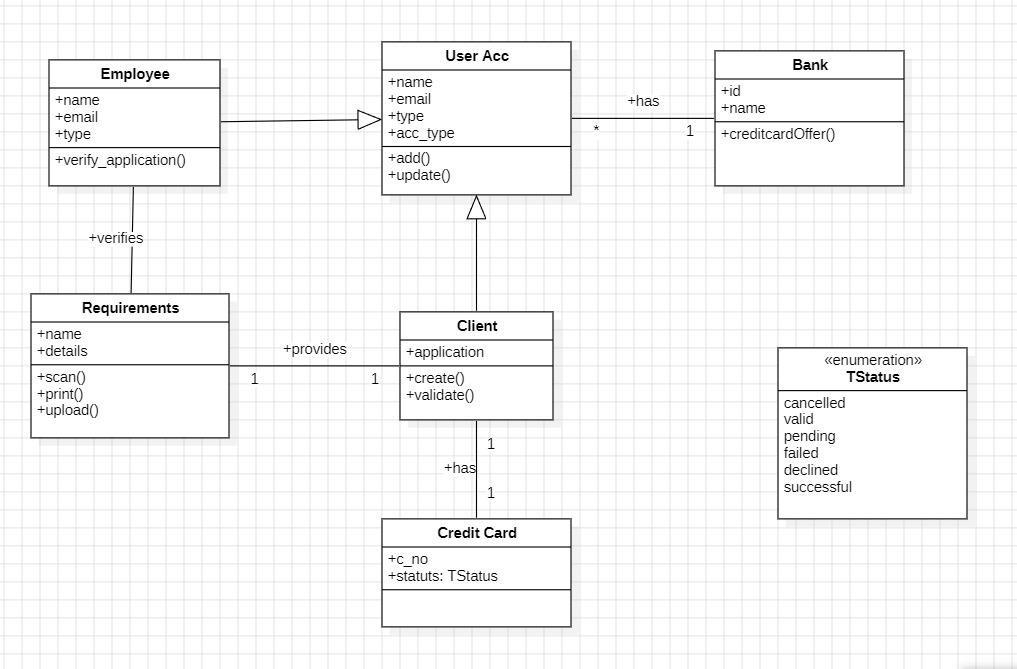 Employee
+name
+email
+type
+verify_application()
User Acc
+name
+email
+type
+acc_type
+add()
+update()
+has
*
1
Bank
+id
+name
+creditcardOffer()
+verifies
Requirements
+name
+details
+scan()
+print()
+upload()
+provides
1
1
Client
+application
+create()
+validate()
1
+has
1
Credit Card
+c_no
+statuts: TStatus
«enumeration»
TStatus
cancelled
valid
pending
failed
declined
successful